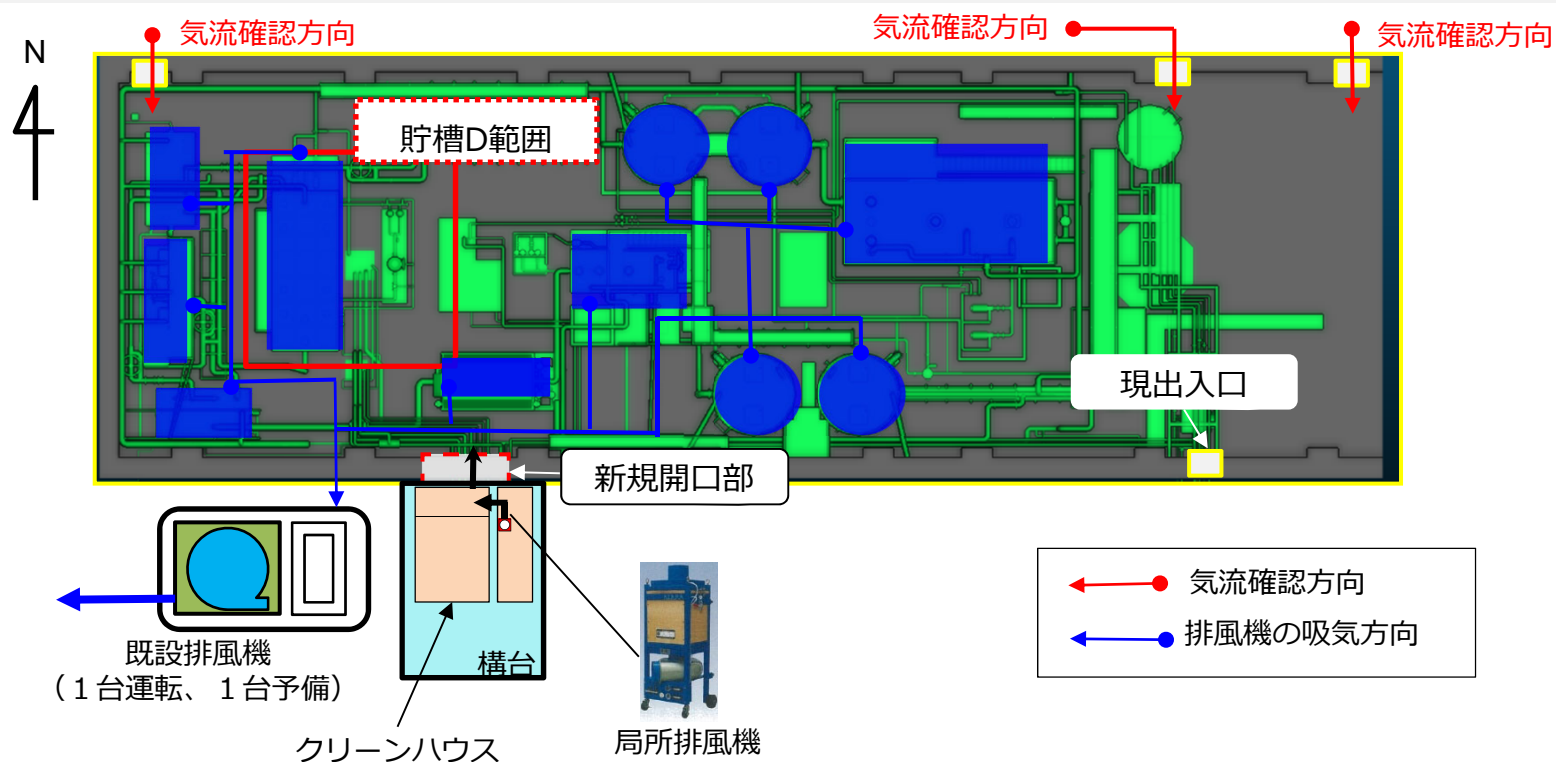 気流確認方向
気流確認方向
気流確認方向
N
貯槽D範囲
現出入口
新規開口部
気流確認方向
排風機の吸気方向
既設排風機
（１台運転、１台予備）
構台
クリーンハウス
局所排風機